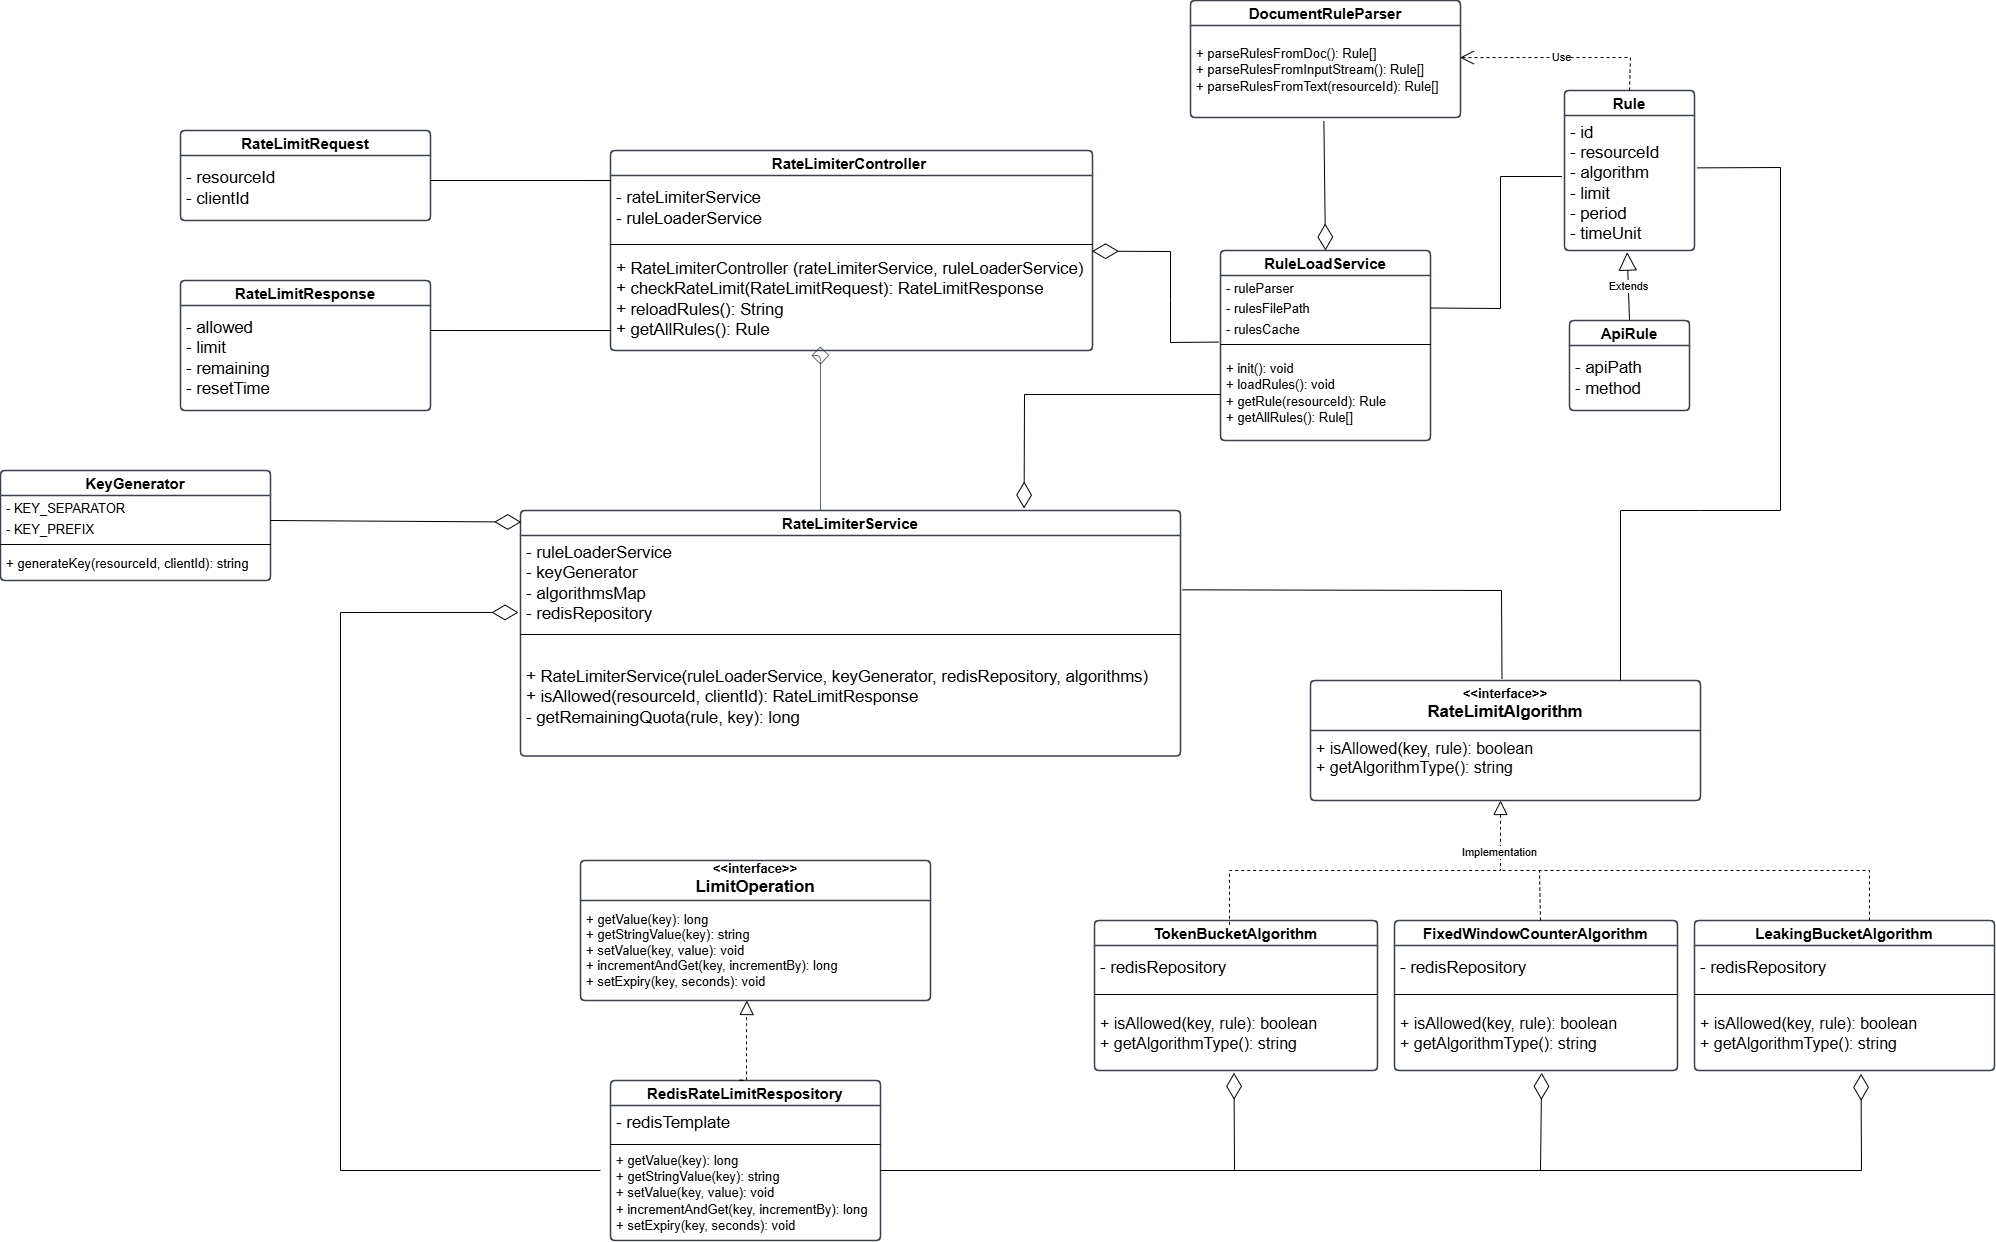 DocumentRuleParser
+ parseRulesFromDoc(): Rule[]
+ parseRulesFromInputStream(): Rule[]
+ parseRulesFromText(resourceId): Rule[]
Use
Rule
- id
- resourceId
- algorithm
- limit
- period
- timeUnit
RateLimitRequest
- resourceId
- clientId
RateLimiterController
- rateLimiterService
- ruleLoaderService
+ RateLimiterController (rateLimiterService, ruleLoaderService)
+ checkRateLimit(RateLimitRequest): RateLimitResponse
+ reloadRules(): String
+ getAllRules(): Rule
RuleLoadService
- ruleParser
- rulesFilePath
- rulesCache
+ init(): void
+ loadRules(): void
+ getRule(resourceId): Rule
+ getAllRules(): Rule[]
Extends
ApiRule
- apiPath
- method
RateLimitResponse
- allowed
- limit
- remaining
- resetTime
KeyGenerator
- KEY_SEPARATOR
- KEY_PREFIX
+ generateKey(resourceId, clientId): string
RateLimiterService
- ruleLoaderService
- keyGenerator
- algorithmsMap
- redisRepository
+ RateLimiterService(ruleLoaderService, keyGenerator, redisRepository, algorithms)
+ isAllowed(resourceId, clientId): RateLimitResponse
- getRemainingQuota(rule, key): long
<<interface>>
RateLimitAlgorithm
+ isAllowed(key, rule): boolean
+ getAlgorithmType(): string
Implementation
<<interface>>
LimitOperation
+ getValue(key): long
+ getStringValue(key): string
+ setValue(key, value): void
+ incrementAndGet(key, incrementBy): long
+ setExpiry(key, seconds): void
TokenBucketAlgorithm
- redisRepository
+ isAllowed(key, rule): boolean
+ getAlgorithmType(): string
FixedWindowCounterAlgorithm
- redisRepository
+ isAllowed(key, rule): boolean
+ getAlgorithmType(): string
LeakingBucketAlgorithm
- redisRepository
+ isAllowed(key, rule): boolean
+ getAlgorithmType(): string
RedisRateLimitRespository
- redisTemplate
+ getValue(key): long
+ getStringValue(key): string
+ setValue(key, value): void
+ incrementAndGet(key, incrementBy): long
+ setExpiry(key, seconds): void